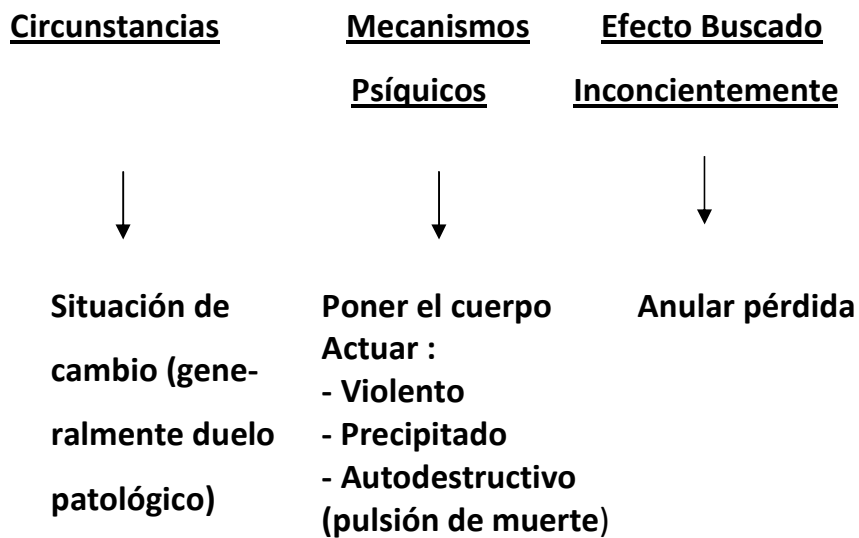 Circunstancias
Mecanismos
Psíquicos
Efecto Buscado
Inconcientemente
Situación de
cambio (gene-
ralmente duelo
patológico)
Poner el cuerpo
Actuar :
- Violento
- Precipitado
- Autodestructivo
(pulsión de muerte)
Anular pérdida